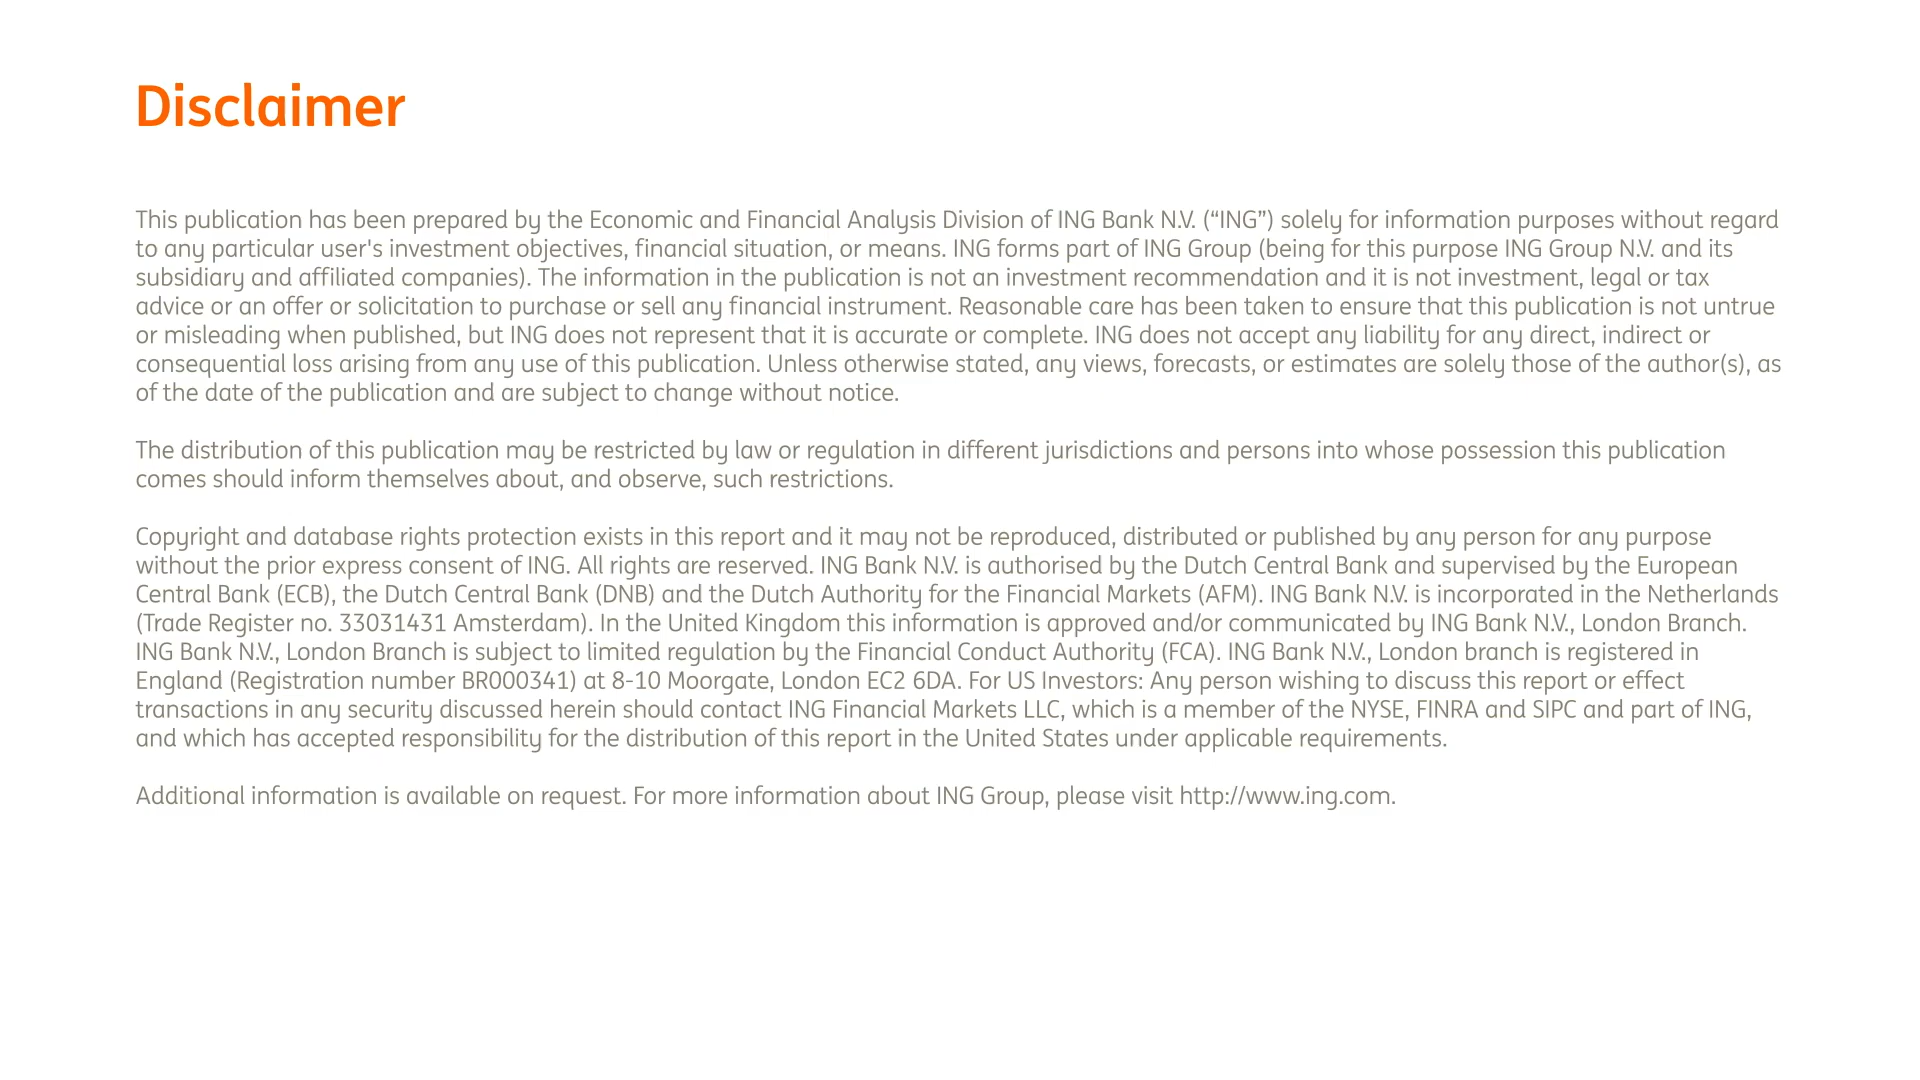 Disclaimer
This publication has been prepared by the Economic and Financial Analysis Division of ING Bank N.V. (“ING”) solely for information purposes without regard
to any particular user's investment objectives, financial situation, or means. ING forms part of ING Group (being for this purpose ING Group N.V. and its
subsidiary and affiliated companies). The information in the publication is not an investment recommendation and it is not investment, legal or tax
advice or an offer or solicitation to purchase or sell any financial instrument. Reasonable care has been taken to ensure that this publication is not untrue
or misleading when published, but ING does not represent that it is accurate or complete. ING does not accept any liability for any direct, indirect or
consequential loss arising from any use of this publication. Unless otherwise stated, any views, forecasts, or estimates are solely those of the author(s), as
of the date of the publication and are subject to change without notice.
The distribution of this publication may be restricted by law or regulation in different jurisdictions and persons into whose possession this publication
comes should inform themselves about, and observe, such restrictions.
Copyright and database rights protection exists in this report and it may not be reproduced, distributed or published by any person for any purpose
without the prior express consent of ING. All rights are reserved. ING Bank N.V. is authorised by the Dutch Central Bank and supervised by the European
Central Bank (ECB), the Dutch Central Bank (DNB) and the Dutch Authority for the Financial Markets (AFM). ING Bank N.V. is incorporated in the Netherlands
(Trade Register no. 33031431 Amsterdam). In the United Kingdom this information is approved and/or communicated by ING Bank N.V., London Branch.
ING Bank N.V., London Branch is subject to limited regulation by the Financial Conduct Authority (FCA). ING Bank N.V., London branch is registered in
England (Registration number BR000341) at 8-10 Moorgate, London EC2 6DA. For US Investors: Any person wishing to discuss this report or effect
transactions in any security discussed herein should contact ING Financial Markets LLC, which is a member of the NYSE, FINRA and SIPC and part of ING,
and which has accepted responsibility for the distribution of this report in the United States under applicable requirements.
Additional information is available on request. For more information about ING Group, please visit http://www.ing.com.